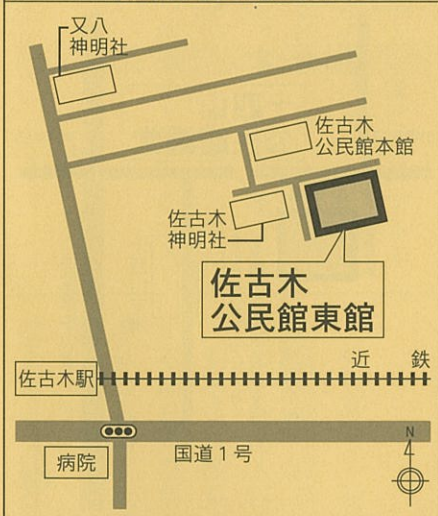 又八
神明社
佐古木
公民館本館
佐古木
神明社
佐古木
公民館東館
近鉄
佐古木駅
国道1号
病院
N